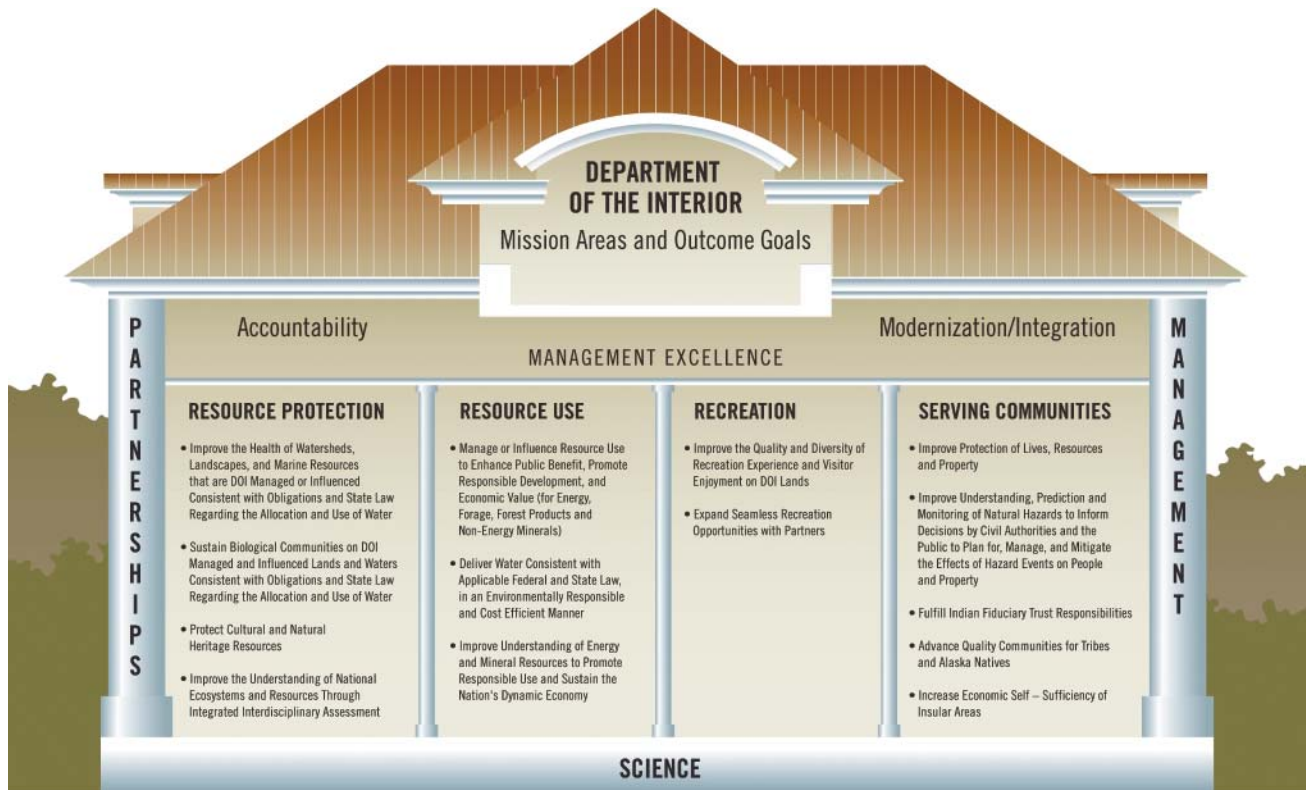 DEPARTMENT
OF THE INTERIOR
Mission Areas and Outcome Goals
PARTNERSHIPS
Accountability
Modernization/Integration
MANAGEMENT EXCELLENCE
MANAGEMENT
RESOURCE PROTECTION
• Improve the Health of Watersheds,
Landscapes, and Marine Resources
that are DOI Managed or Influenced
Consistent with Obligations and State Law
Regarding the Allocation and Use of Water
• Sustain Biological Communities on DOI
Managed and Influenced Lands and Waters
Consistent with Obligations and State Law
Regarding the Allocation and Use of Water
• Protect Cultural and Natural
Heritage Resources
• Improve the Understanding of National
Ecosystems and Resources Through
Integrated Interdisciplinary Assessment
RESOURCE USE
• Manage or Influence Resource Use
to Enhance Public Benefit, Promote
Responsible Development, and
Economic Value (for Energy,
Forage, Forest Products and
Non-Energy Minerals)
• Deliver Water Consistent with
Applicable Federal and State Law,
in an Environmentally Responsible
and Cost Efficient Manner
• Improve Understanding of Energy
and Mineral Resources to Promote
Responsible Use and Sustain the
Nation's Dynamic Economy
RECREATION
• Improve the Quality and Diversity of
Recreation Experience and Visitor
Enjoyment on DOI Lands
• Expand Seamless Recreation
Opportunities with Partners
SERVING COMMUNITIES
• Improve Protection of Lives, Resources
and Property
• Improve Understanding, Prediction and
Monitoring of Natural Hazards to Inform
Decisions by Civil Authorities and the
Public to Plan for, Manage, and Mitigate
the Effects of Hazard Events on People
and Property
• Fulfill Indian Fiduciary Trust Responsibilities
• Advance Quality Communities for Tribes
and Alaska Natives
• Increase Economic Self – Sufficiency of
Insular Areas
SCIENCE